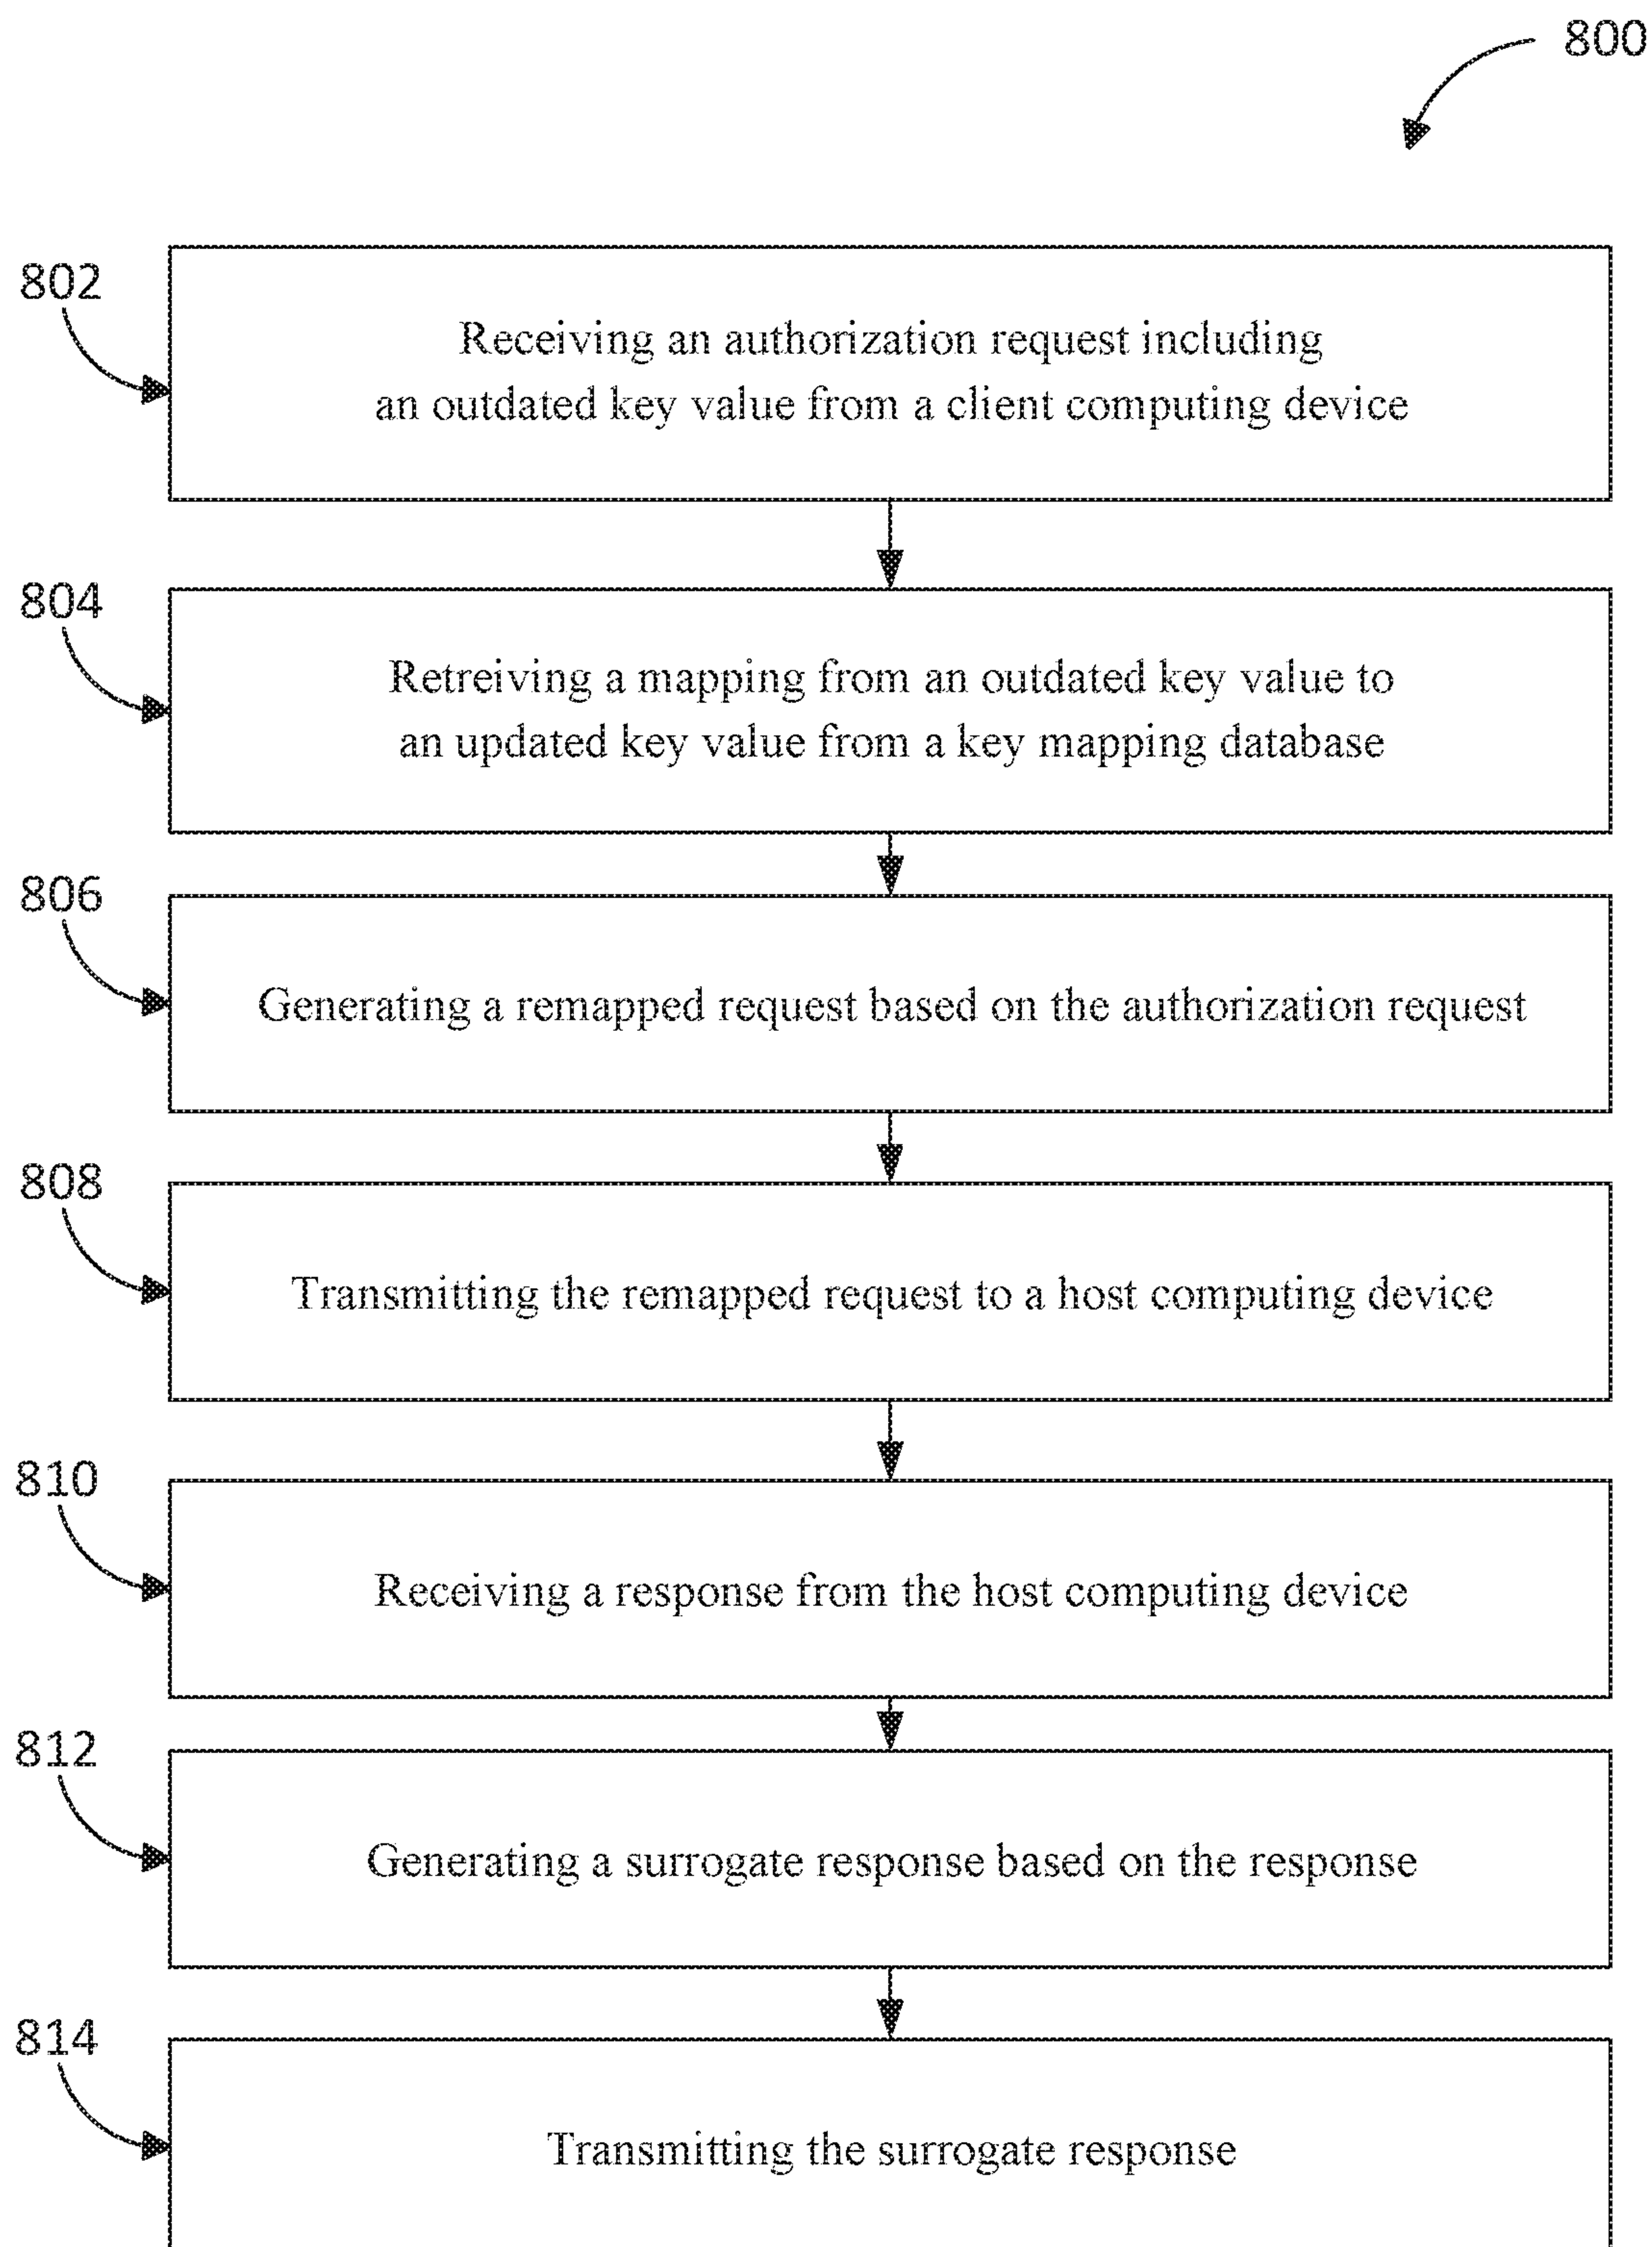 800
802
Receiving an authorization request including
an outdated key value from a client computing device
804
Retreiving a mapping from an outdated key value to
an updated key value from a key mapping database
806
Generating a remapped request based on the authorization request
808
Transmitting the remapped request to a host computing device
810
Receiving a response from the host computing device
812
Generating a surrogate response based on the response
814
Transmitting the surrogate response